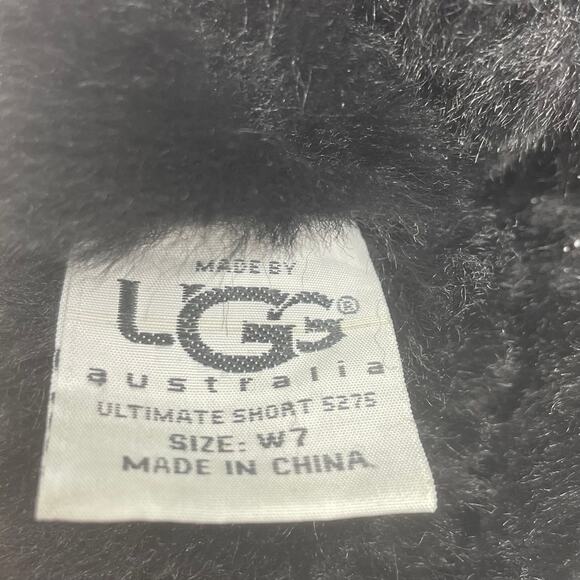 MADE BY
UGG®
australia
ULTIMATE SHORT 5275
SIZE: W7
MADE IN CHINA